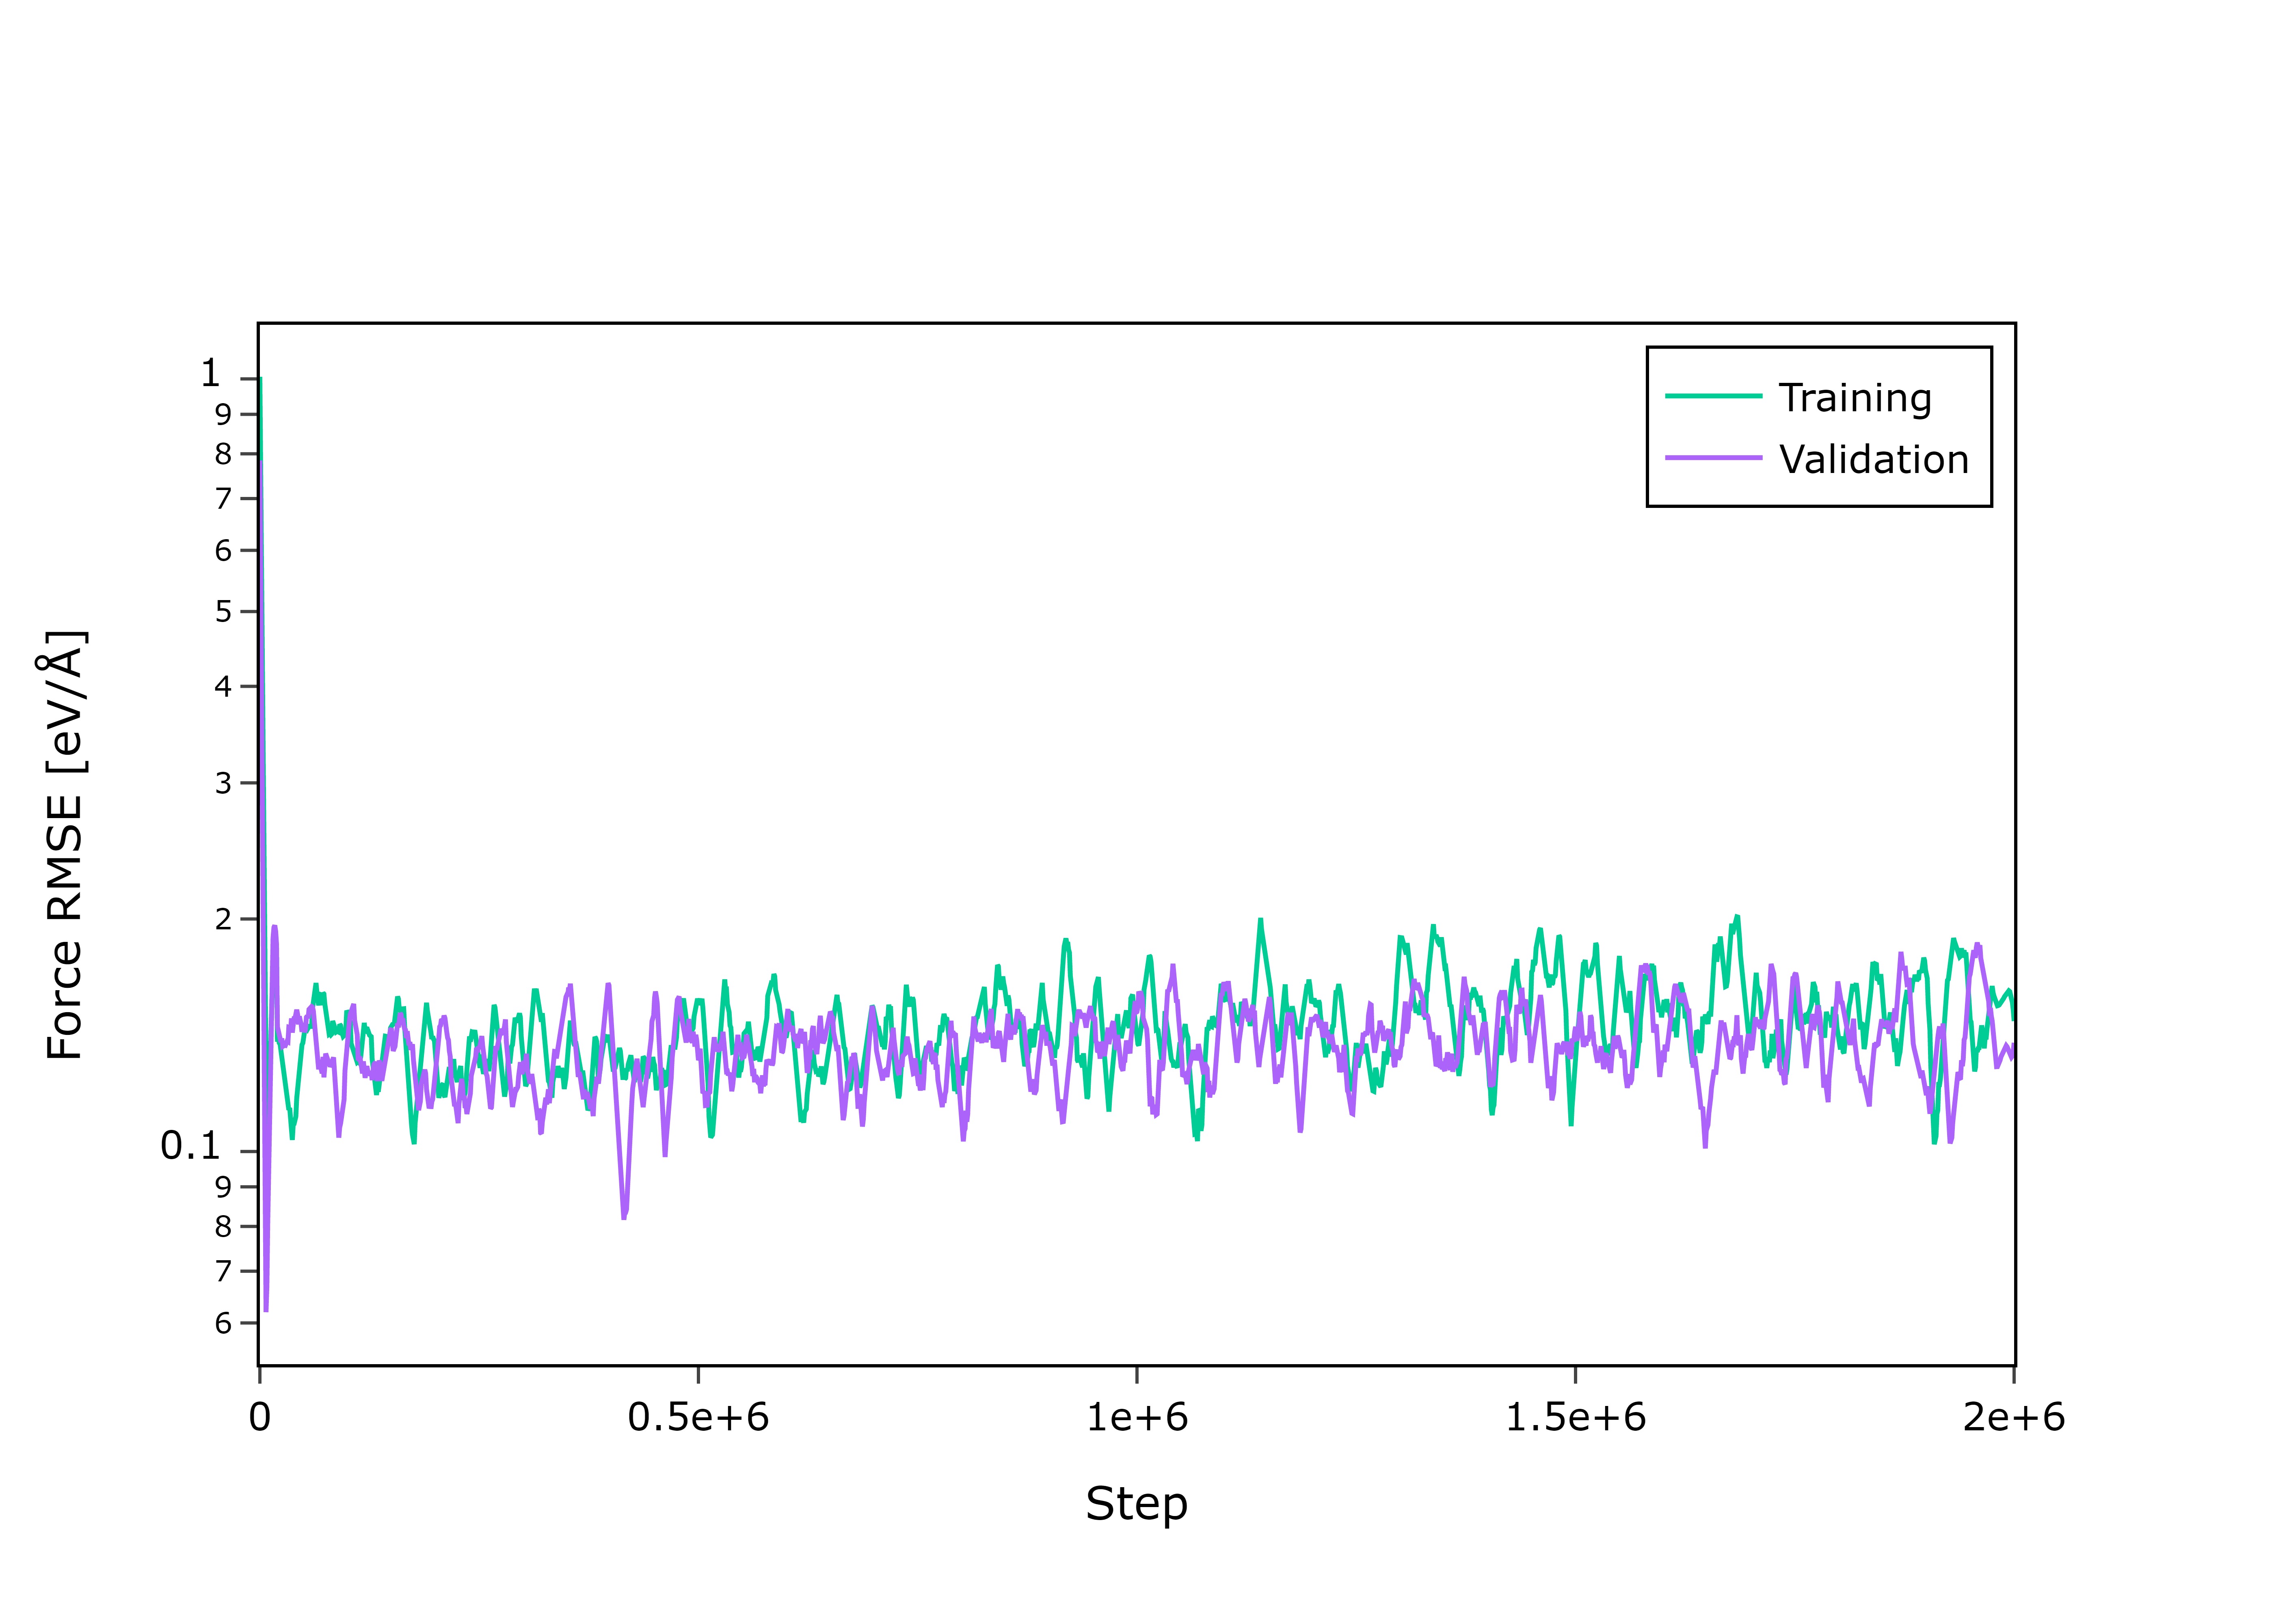 Training
Validation
1
9
8
7
6
5
4
3
2
0.1
9
8
7
6
Force RMSE [eV/Å]
0
0.5e+6
1e+6
1.5e+6
2e+6
Step